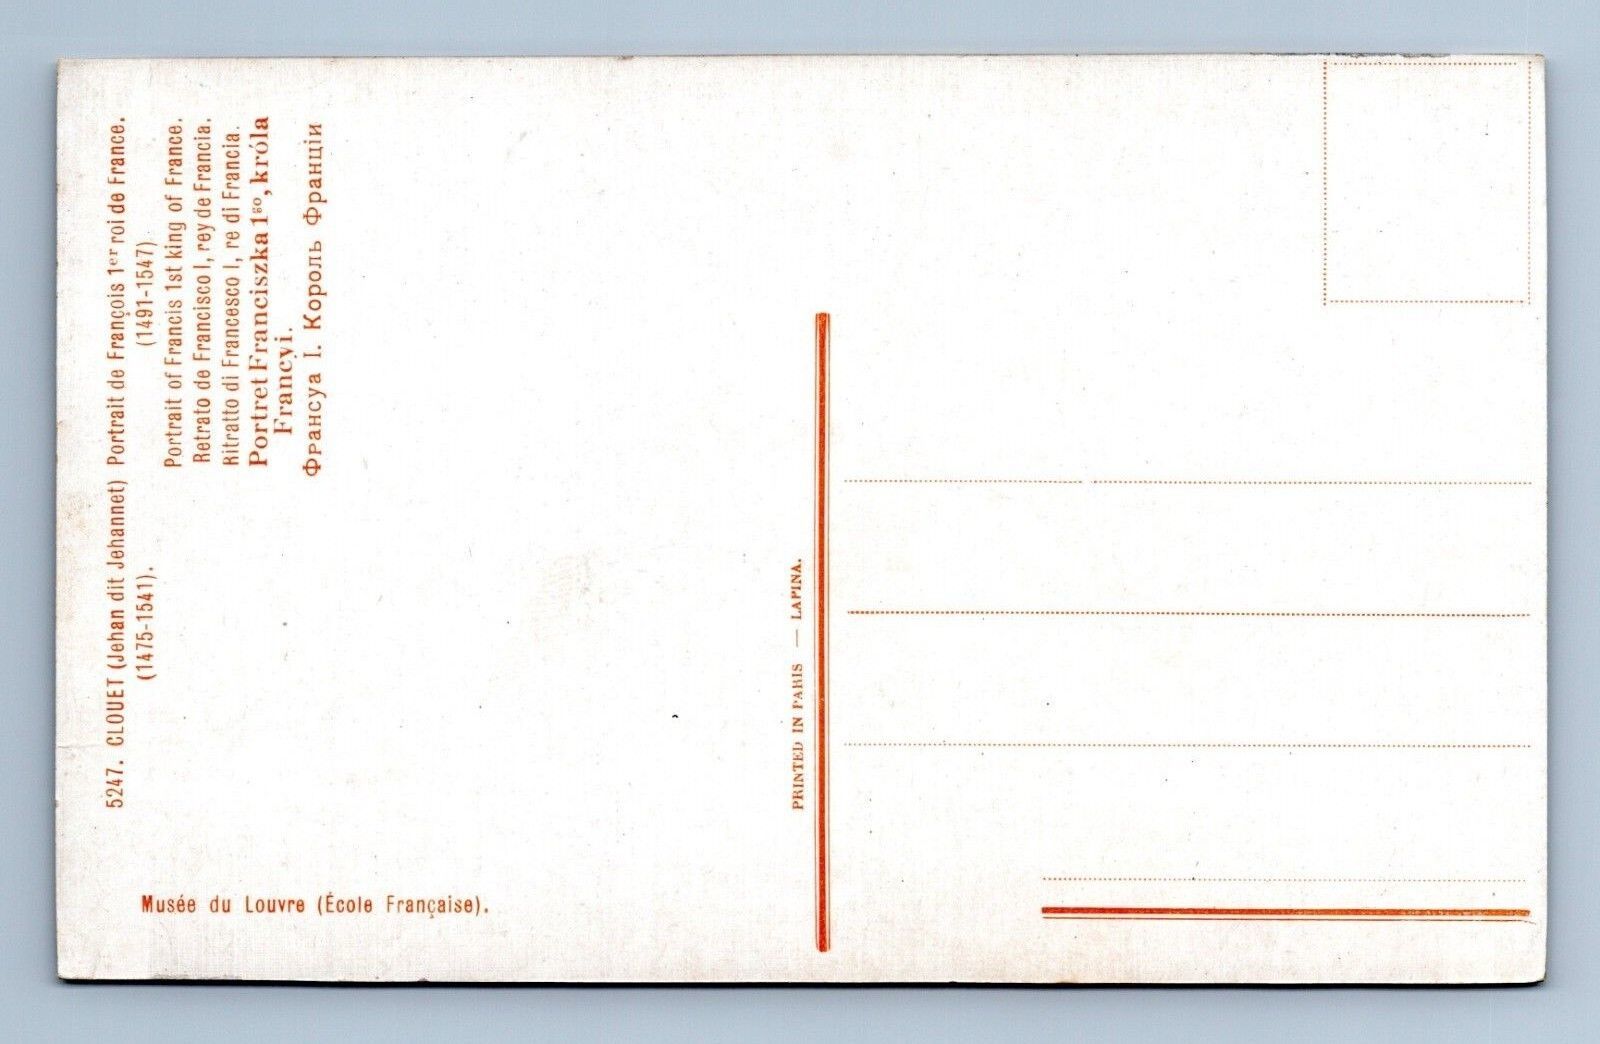 5247. CLOUET (Jehan dit Jehannet) Portrait de François 1er roi de France.
(1475-1541). (1491-1547)
Portrait of Francis 1st king of France.
Retrato de Francisco I, rey de Francia.
Ritratto di Francesco I, re di Francia.
Portret Franciszka 1go, króla
Francyi.
Франсуа I. Король Франціи
Musée du Louvre (École Française).
PRINTED IN PARIS — LAPINA.